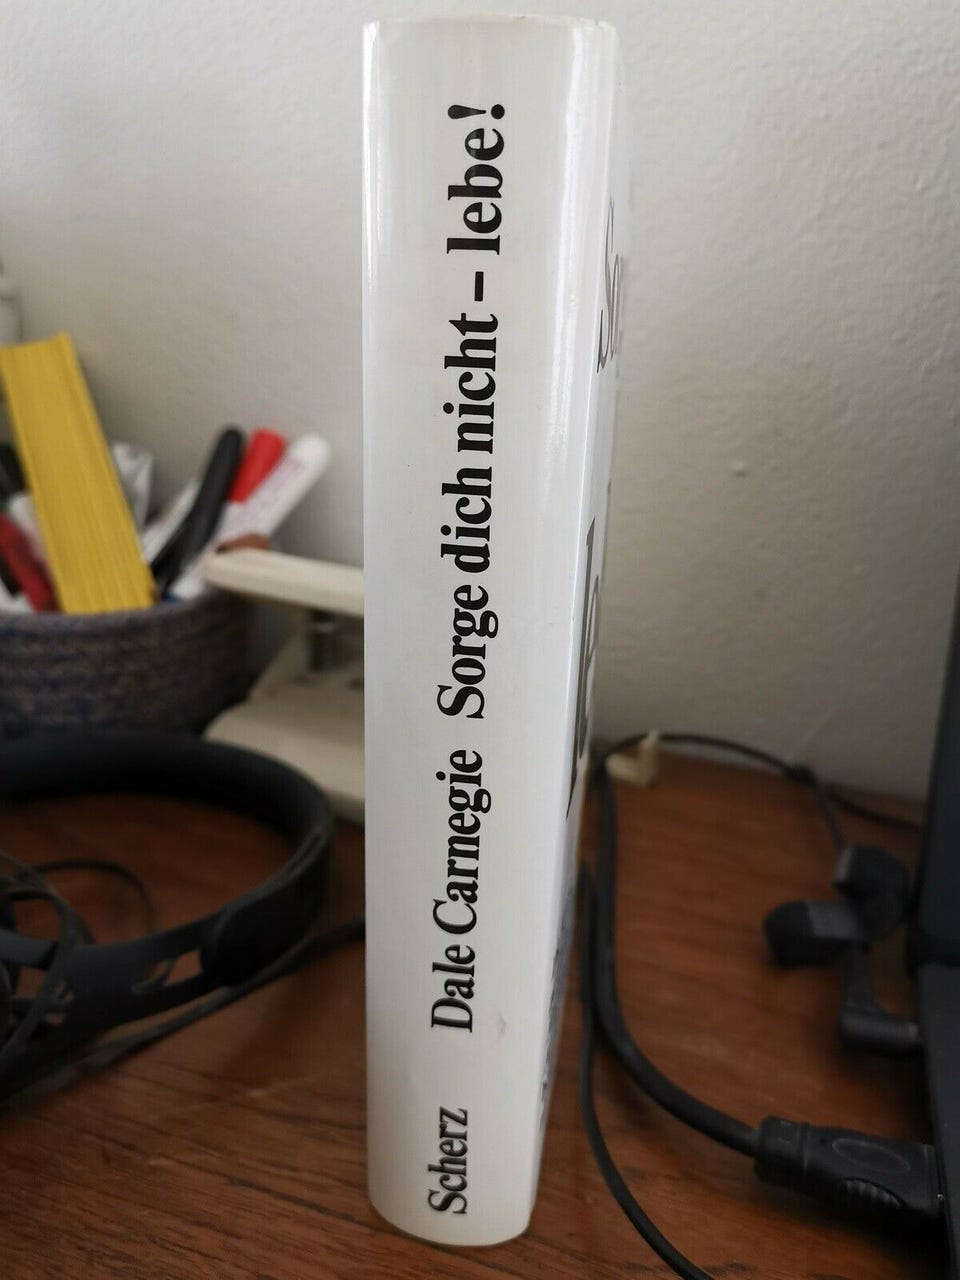 Scherz Dale Carnegie Sorge dich nicht – lebe!